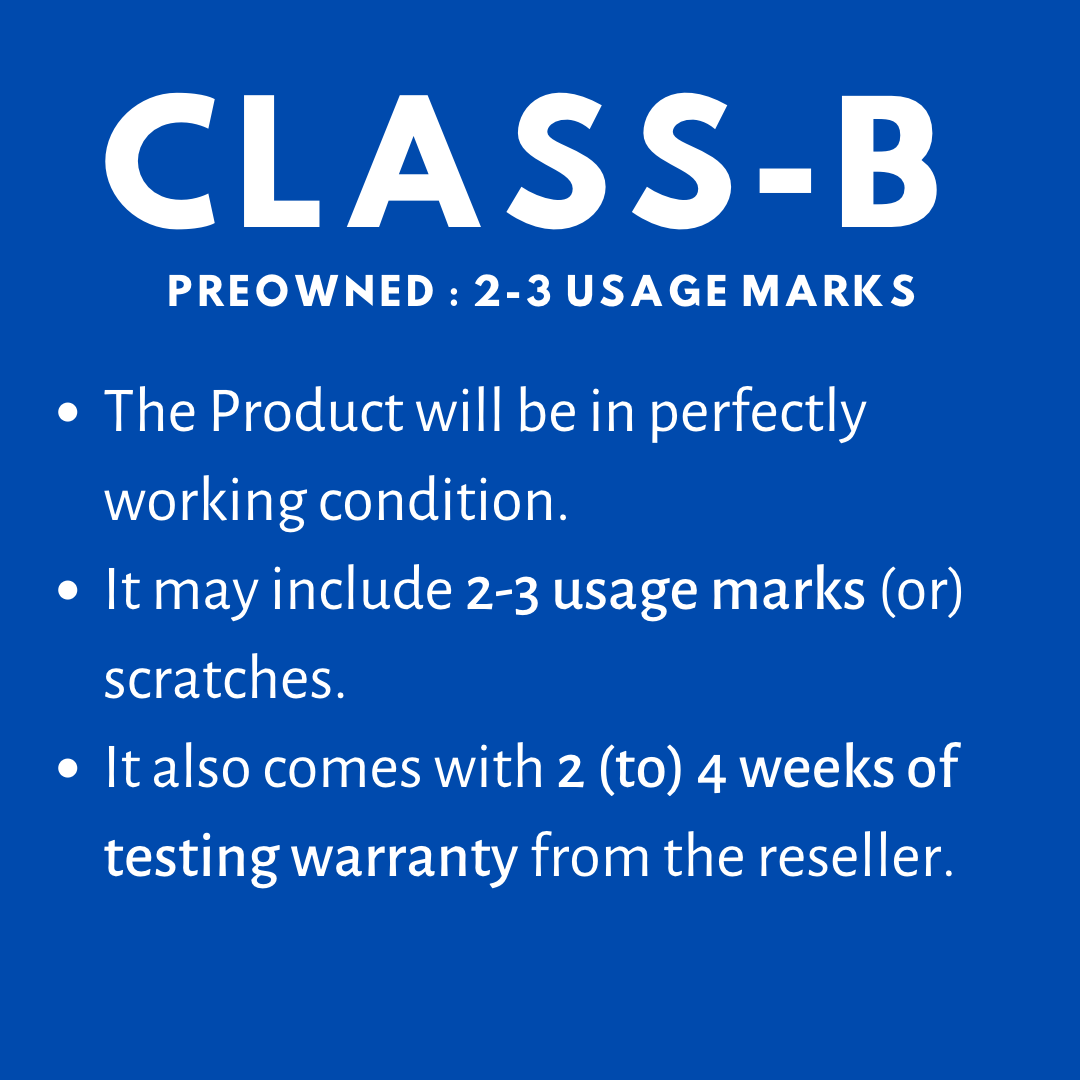 CLASS-B
PREOWNED : 2-3 USAGE MARKS
• The Product will be in perfectly
working condition.
• It may include 2-3 usage marks (or)
scratches.
• It also comes with 2 (to) 4 weeks of
testing warranty from the reseller.